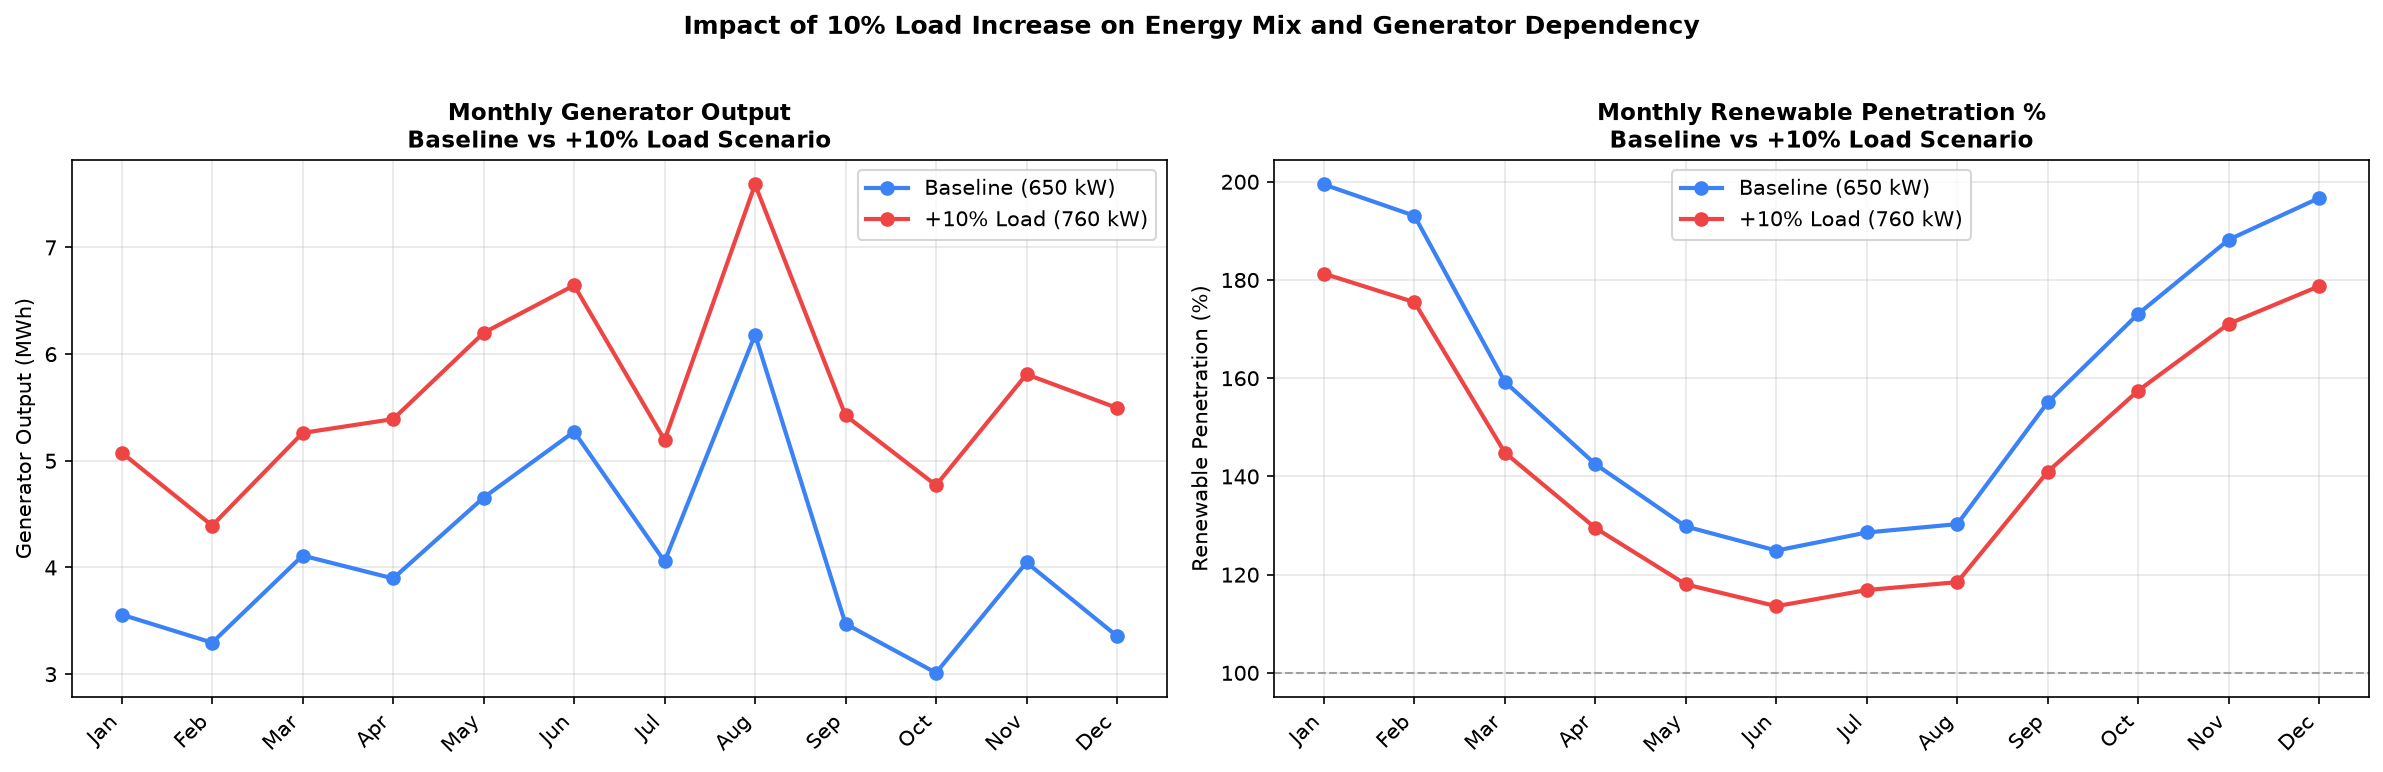 Impact of 10% Load Increase on Energy Mix and Generator Dependency
Monthly Generator Output
Baseline vs +10% Load Scenario
Generator Output (MWh)
7
6
5
4
3
Baseline (650 kW)
+10% Load (760 kW)
Jan
Feb
Mar
Apr
May
Jun
Jul
Aug
Sep
Oct
Nov
Dec
Monthly Renewable Penetration %
Baseline vs +10% Load Scenario
Renewable Penetration (%)
200
180
160
140
120
100
Baseline (650 kW)
+10% Load (760 kW)
Jan
Feb
Mar
Apr
May
Jun
Jul
Aug
Sep
Oct
Nov
Dec